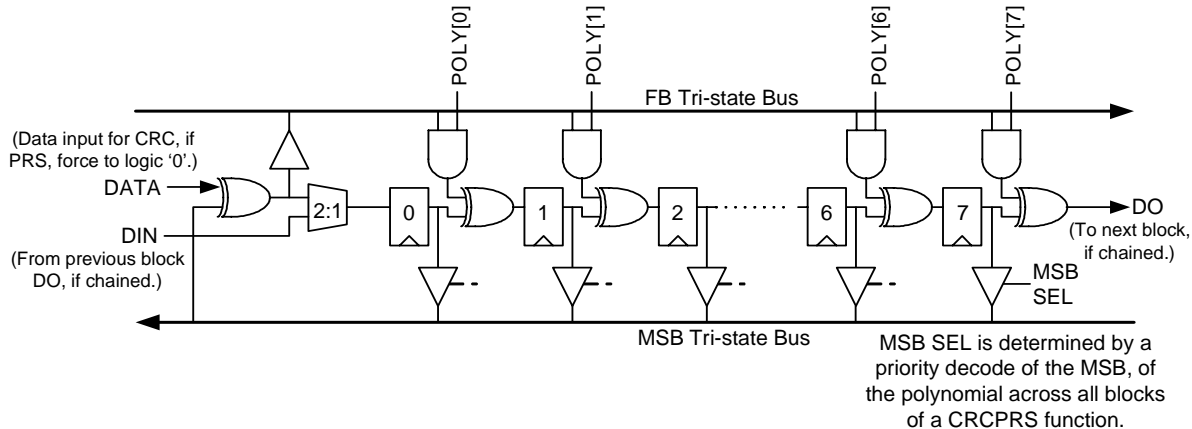 POLY[0]
POLY[1]
POLY[6]
POLY[7]
FB Tri-state Bus
(Data input for CRC, if
PRS, force to logic ‘0’.)
DATA
2:1
0
1
2
6
7
DO
(To next block,
if chained.)
DIN
(From previous block
DO, if chained.)
MSB
SEL
MSB Tri-state Bus
MSB SEL is determined by a
priority decode of the MSB, of
the polynomial across all blocks
of a CRCPRS function.